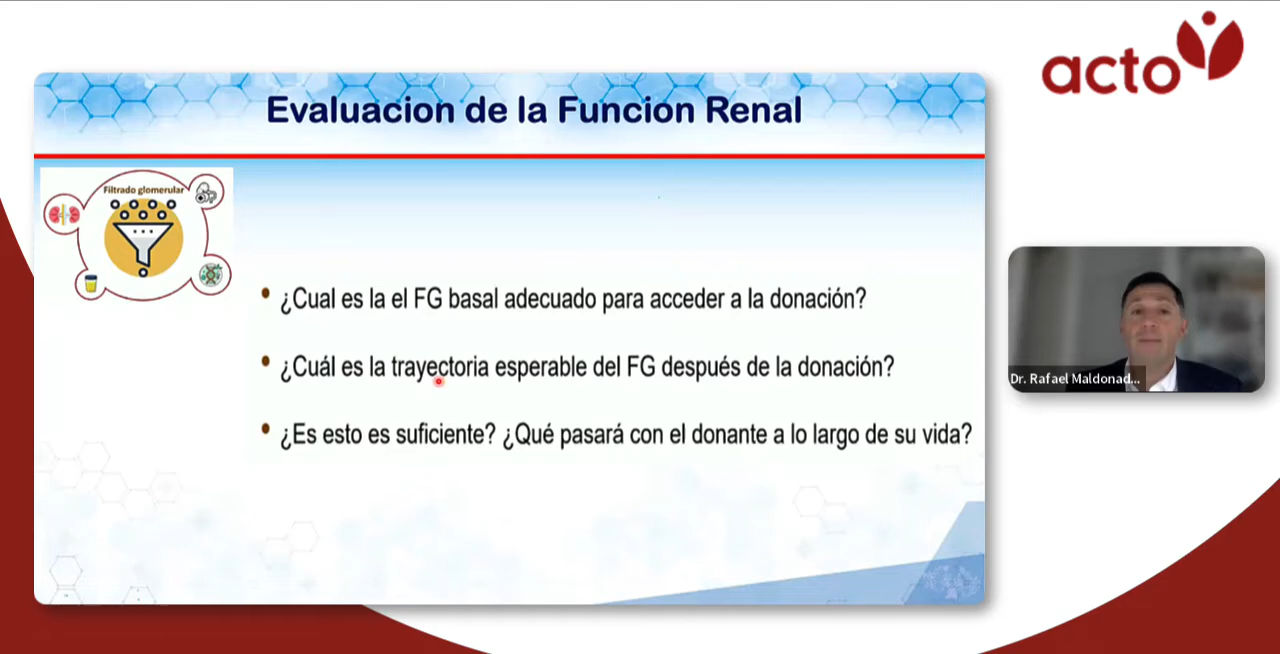 acto
Evaluacion de la Funcion Renal
Filtrado glomerular
• ¿Cual es la el FG basal adecuado para acceder a la donación?
• ¿Cuál es la trayectoria esperable del FG después de la donación?
• ¿Es esto es suficiente? ¿Qué pasará con el donante a lo largo de su vida?
Dr. Rafael Maldonad...